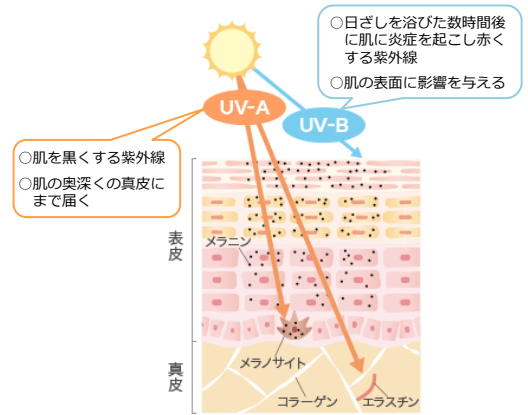 ○日ざしを浴びた数時間後
に肌に炎症を起こし赤く
する紫外線
○肌の表面に影響を与える
UV-A
UV-B
○肌を黒くする紫外線
○肌の奥深くの真皮に
まで届く
表皮
メラニン
メラノサイト
真皮
コラーゲン
エラスチン